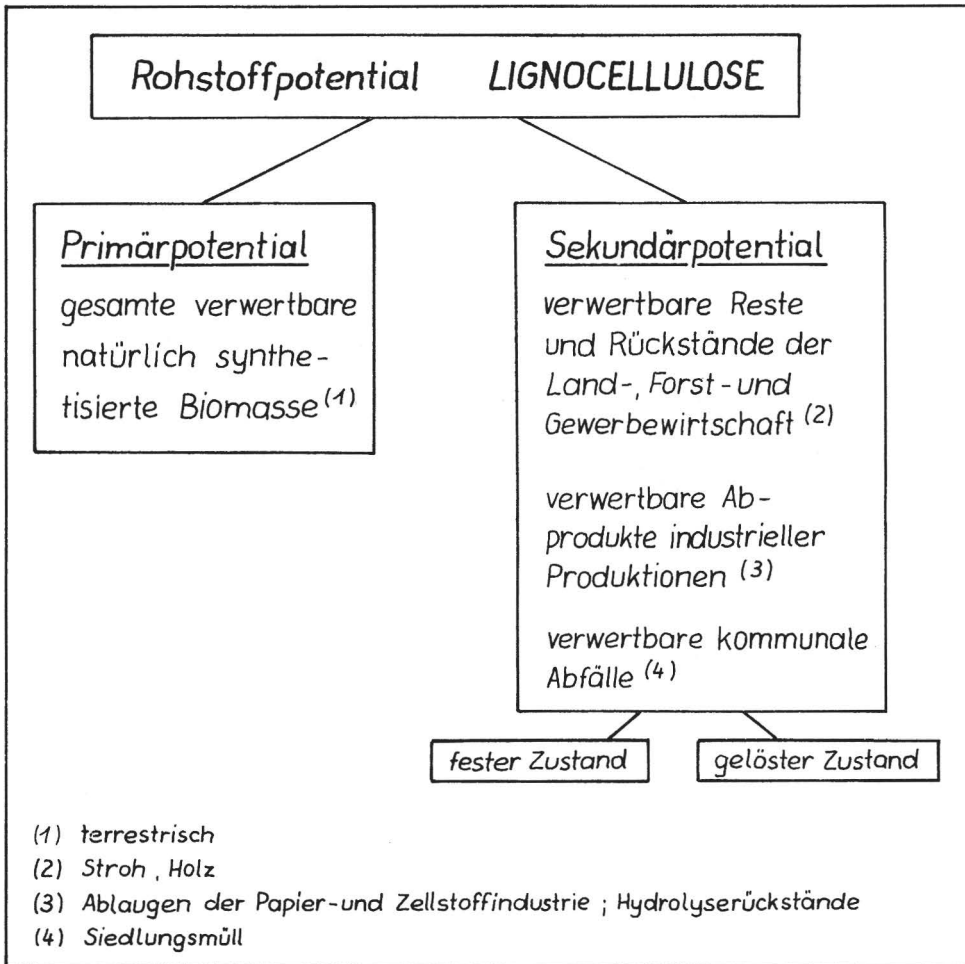 Rohstoffpotential LIGNOCELLULOSE
Primärpotential
gesamte verwertbare
natürlich synthe-
tisierte Biomasse (1)
Sekundärpotential
verwertbare Reste
und Rückstände der
Land-, Forst- und
Gewerbewirtschaft (2)
verwertbare Ab-
produkte industrieller
Produktionen (3)
verwertbare kommunale
Abfälle (4)
fester Zustand
gelöster Zustand
(1) terrestrisch
(2) Stroh, Holz
(3) Ablaugen der Papier- und Zellstoffindustrie ; Hydrolyserückstände
(4) Siedlungsmüll